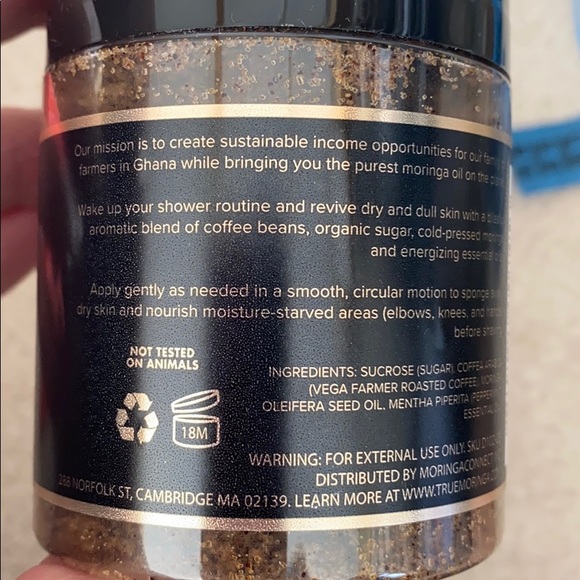 Our mission is to create sustainable income opportunities for our
farmers in Ghana while bringing you the purest moringa oil on the
Wake up your shower routine and revive dry and dull skin with a
aromatic blend of coffee beans, organic sugar, cold-pressed
and energizing essential
Apply gently as needed in a smooth, circular motion to
dry skin and nourish moisture-starved areas (elbows, knees, and
before
NOT TESTED
ON ANIMALS
18M
INGREDIENTS: SUCROSE (SUGAR), COFFEA
(VEGA FARMER ROASTED COFFEE),
OLEIFERA SEED OIL, MENTHA PIPERITA
ESSENTIAL
WARNING: FOR EXTERNAL USE ONLY. SKU
DISTRIBUTED BY MORINGACONNECT
NORFOLK ST, CAMBRIDGE MA 02139. LEARN MORE AT